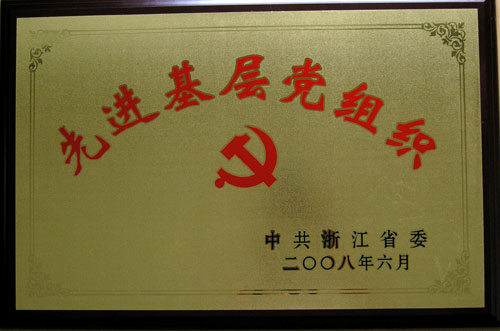 先进基层党组织
中共浙江省委
二〇〇八年六月